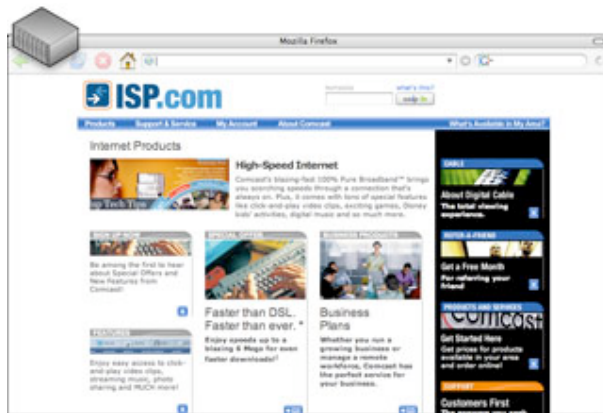 Mozilla Firefox
ISP.com
what's this?
Products Support & Service My Account About Comcast What's Available in My Area?
Internet Products
High-Speed Internet
Comcast's blazing-fast 100% Pure Broadband™ brings
you scorching speeds through a connection that's
always on. Plus, it comes with tons of special features
like click-and-play video clips, exciting games, Disney
kids' activities, digital music and so much more.
Tech Tips
SIGN UP NOW
Be among the first to hear
about Special Offers and
New Features from
Comcast!
FEATURES
Enjoy easy access to click-
and-play video clips,
streaming music, photo
sharing and MUCH more!
SPECIAL OFFER
Faster than DSL.
Faster than ever.*
Enjoy speeds up to a
blazing 6 Megs for even
faster downloads!
BUSINESS PRODUCTS
Business
Plans
Whether you run a
growing business or
manage a remote
workforce, Comcast has
the perfect service for
your business.
CABLE
About Digital Cable
The total viewing
experience.
REFER-A-FRIEND
Get a Free Month
For referring your
friend!
PRODUCTS AND SERVICES
Comcast
Get Started Here
Get prices for products
available in your area
and order online!
SUPPORT
Customers First